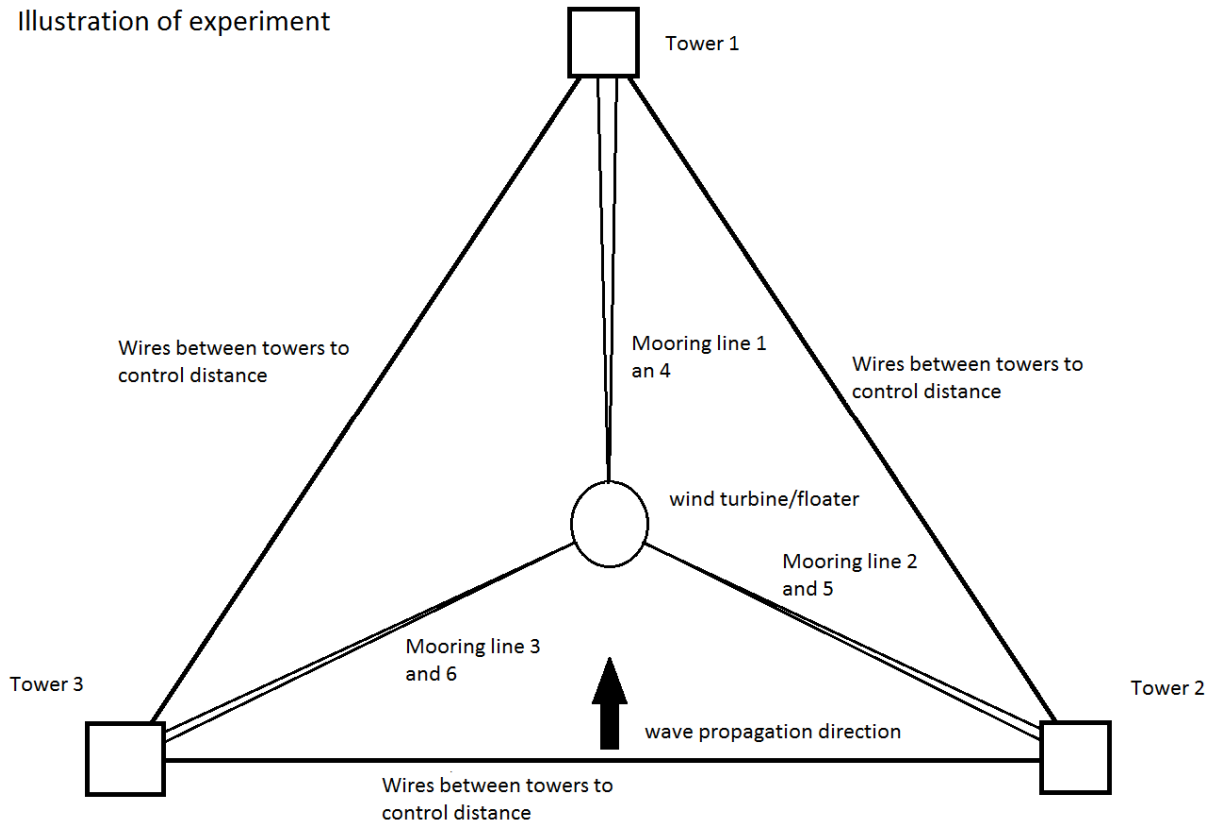 Illustration of experiment
Tower 1
Wires between towers to
control distance
Mooring line 1
an 4
Wires between towers to
control distance
wind turbine/floater
Mooring line 2
and 5
Mooring line 3
and 6
Tower 3
Tower 2
wave propagation direction
Wires between towers to
control distance